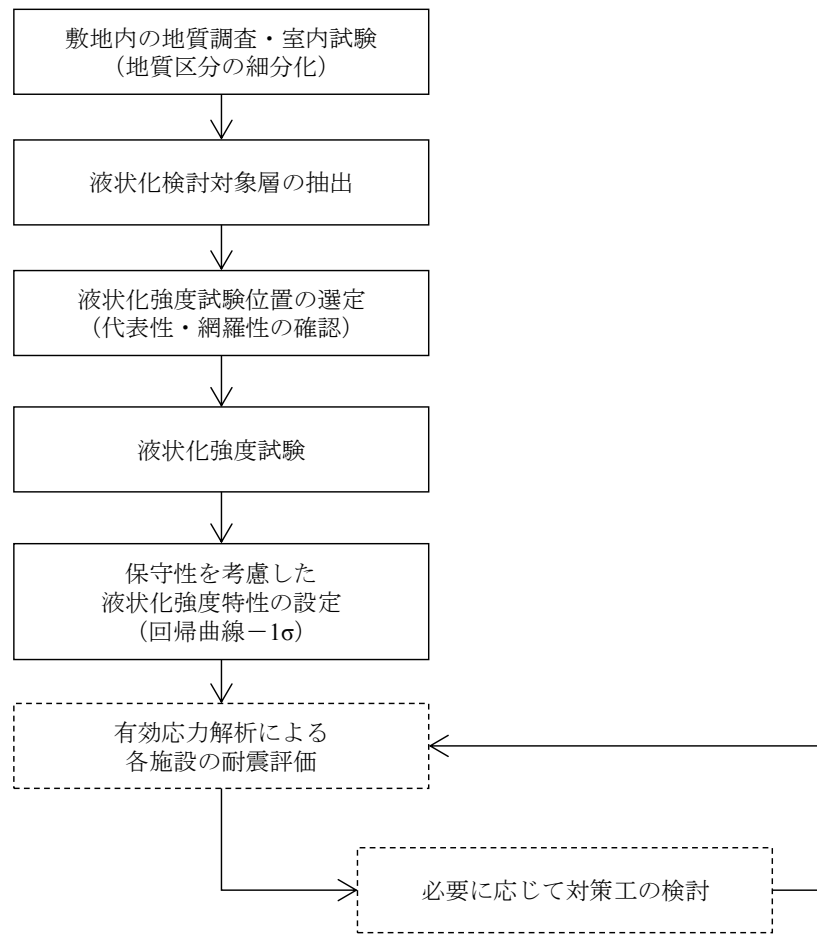 敷地内の地質調査・室内試験
（地質区分の細分化）
液状化検討対象層の抽出
液状化強度試験位置の選定
（代表性・網羅性の確認）
液状化強度試験
保守性を考慮した
液状化強度特性の設定
（回帰曲線－1σ）
有効応力解析による
各施設の耐震評価
必要に応じて対策工の検討